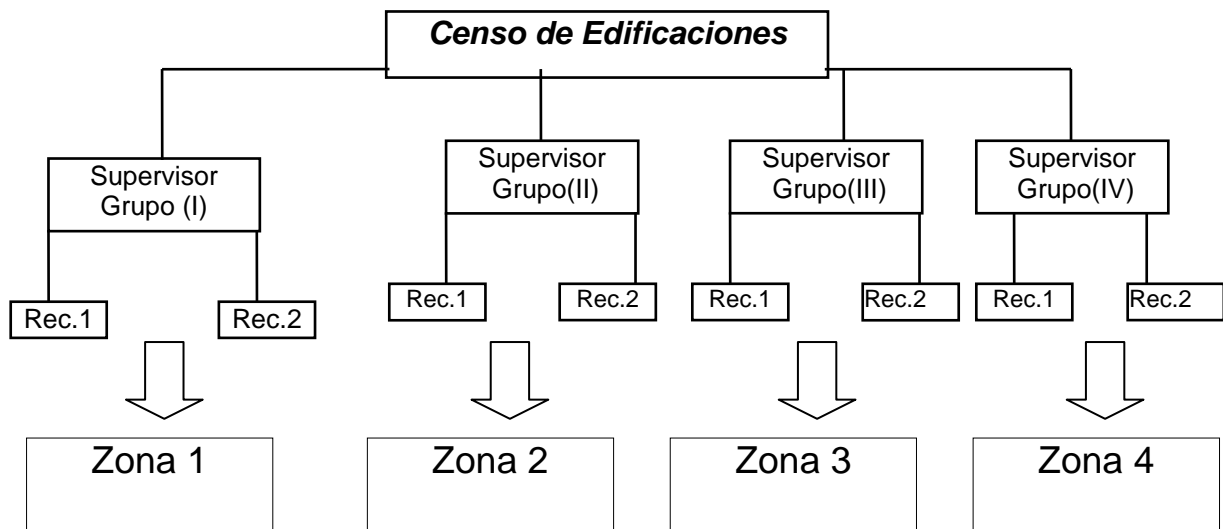 Censo de Edificaciones
Supervisor
Grupo (I)
Supervisor
Grupo(II)
Supervisor
Grupo(III)
Supervisor
Grupo(IV)
Rec.1
Rec.2
Rec.1
Rec.2
Rec.1
Rec.2
Rec.1
Rec.2
Zona 1
Zona 2
Zona 3
Zona 4